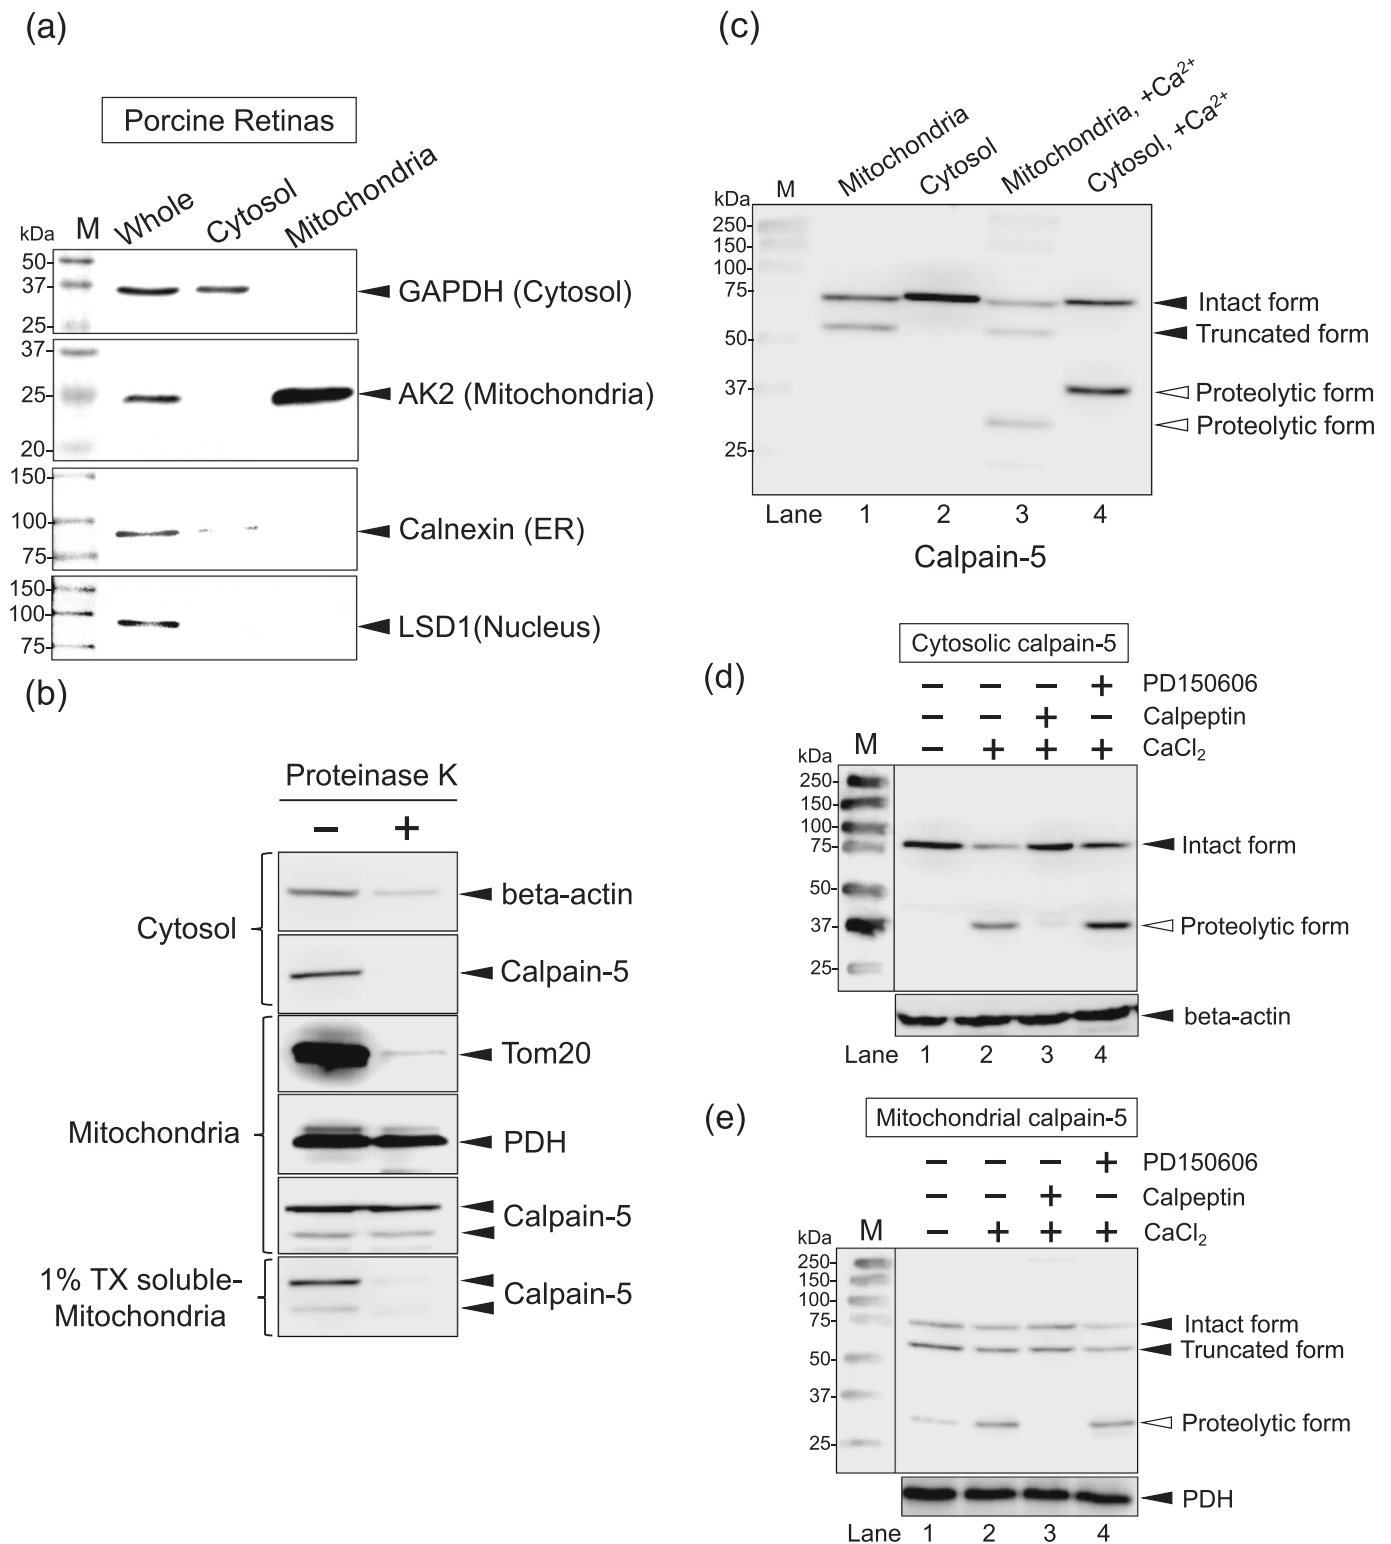 (a)
Porcine Retinas
kDa M Whole Cytosol Mitochondria
50
37
25
GAPDH (Cytosol)
37
25
20
AK2 (Mitochondria)
150
100
75
Calnexin (ER)
150
100
75
LSD1(Nucleus)
(b)
Proteinase K
− +
Cytosol
beta-actin
Calpain-5
Mitochondria
Tom20
PDH
Calpain-5
1% TX soluble-
Mitochondria
Calpain-5
(c)
kDa M Mitochondria Cytosol Mitochondria, +Ca²⁺ Cytosol, +Ca²⁺
250
150
100
75
50
37
25
Intact form
Truncated form
Proteolytic form
Proteolytic form
Lane 1 2 3 4
Calpain-5
(d)
Cytosolic calpain-5
− − − + PD150606
− − + − Calpeptin
− + + + CaCl₂
kDa M
250
150
100
75
50
37
25
Intact form
Proteolytic form
beta-actin
Lane 1 2 3 4
(e)
Mitochondrial calpain-5
− − − + PD150606
− − + − Calpeptin
− + + + CaCl₂
kDa M
250
150
100
75
50
37
25
Intact form
Truncated form
Proteolytic form
PDH
Lane 1 2 3 4